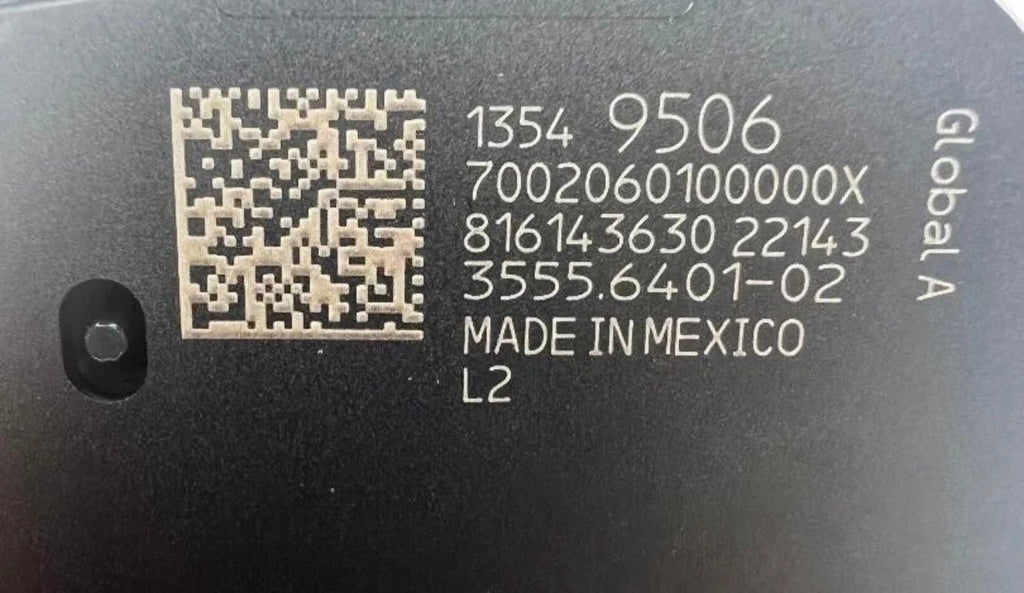 1354 9506
7002060100000X
816143630 22143
3555.6401-02
MADE IN MEXICO
L2
Global A